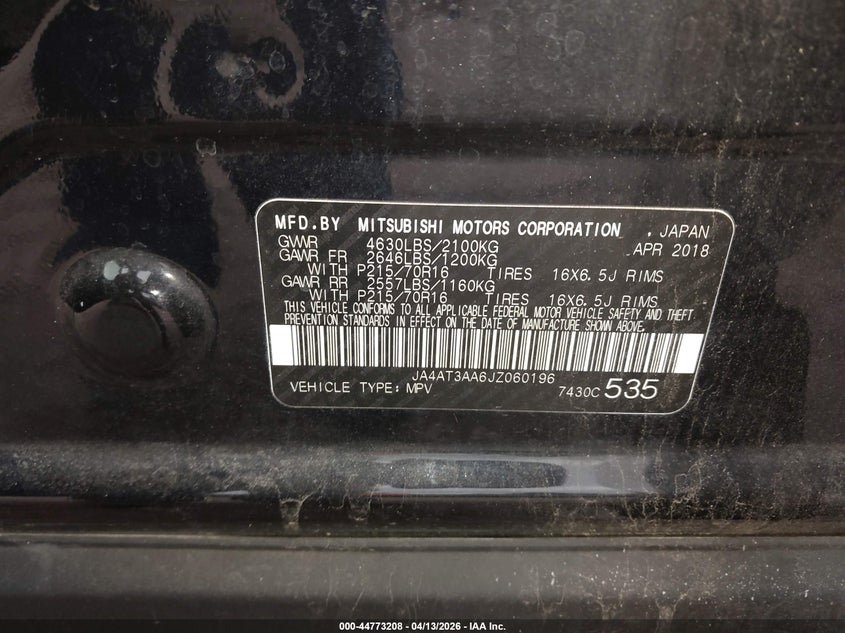 MFD.BY MITSUBISHI MOTORS CORPORATION , JAPAN
GVWR 4630LBS/2100KG APR 2018
GAWR FR 2646LBS/1200KG
WITH P215/70R16 TIRES 16X6.5J RIMS
GAWR RR 2557LBS/1160KG
WITH P215/70R16 TIRES 16X6.5J RIMS
THIS VEHICLE CONFORMS TO ALL APPLICABLE FEDERAL MOTOR VEHICLE SAFETY AND THEFT
PREVENTION STANDARDS IN EFFECT ON THE DATE OF MANUFACTURE SHOWN ABOVE.
JA4AT3AA6JZ060196
VEHICLE TYPE: MPV 7430C 535
000-44773208 - 04/13/2026 - IAA Inc.